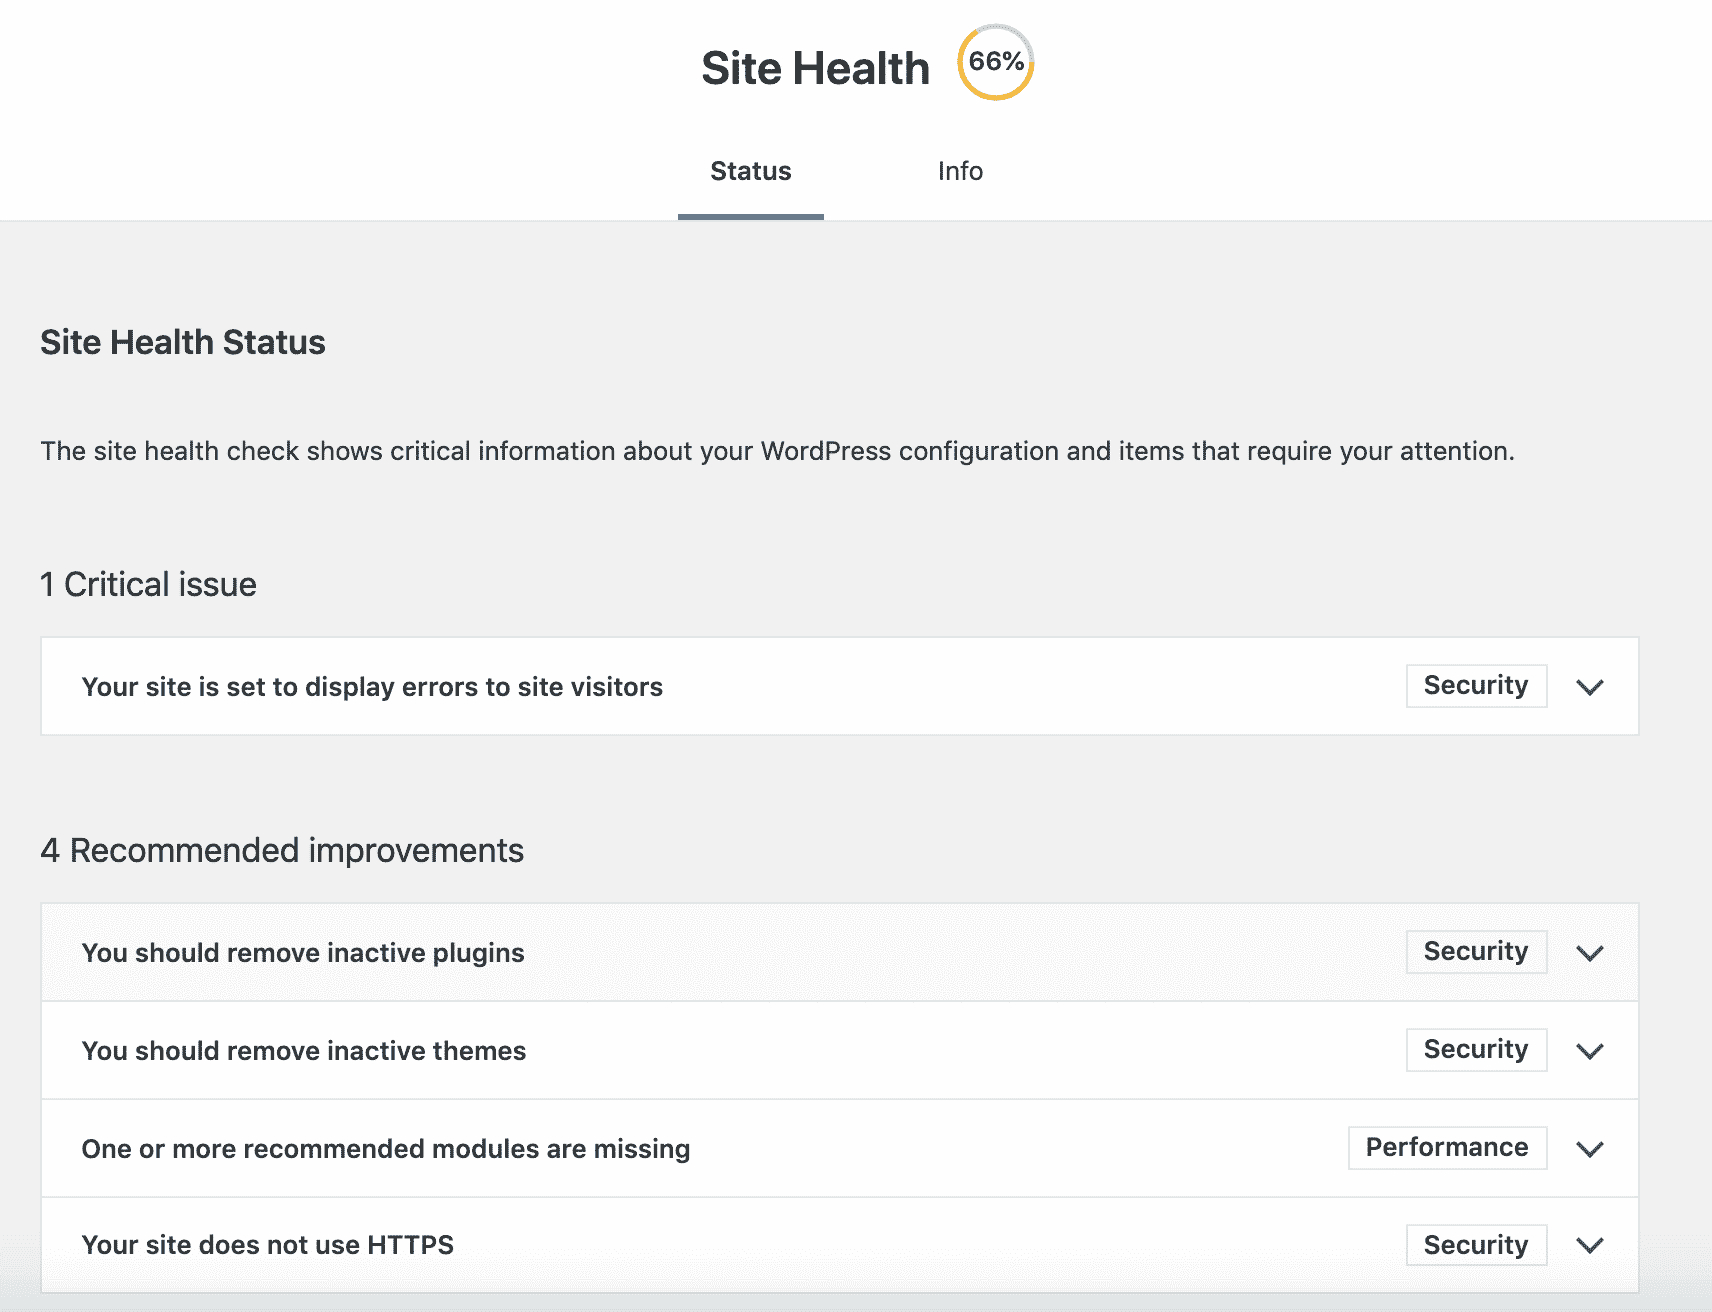 Site Health 66%
Status Info
Site Health Status
The site health check shows critical information about your WordPress configuration and items that require your attention.
1 Critical issue
Your site is set to display errors to site visitors Security
4 Recommended improvements
You should remove inactive plugins Security
You should remove inactive themes Security
One or more recommended modules are missing Performance
Your site does not use HTTPS Security